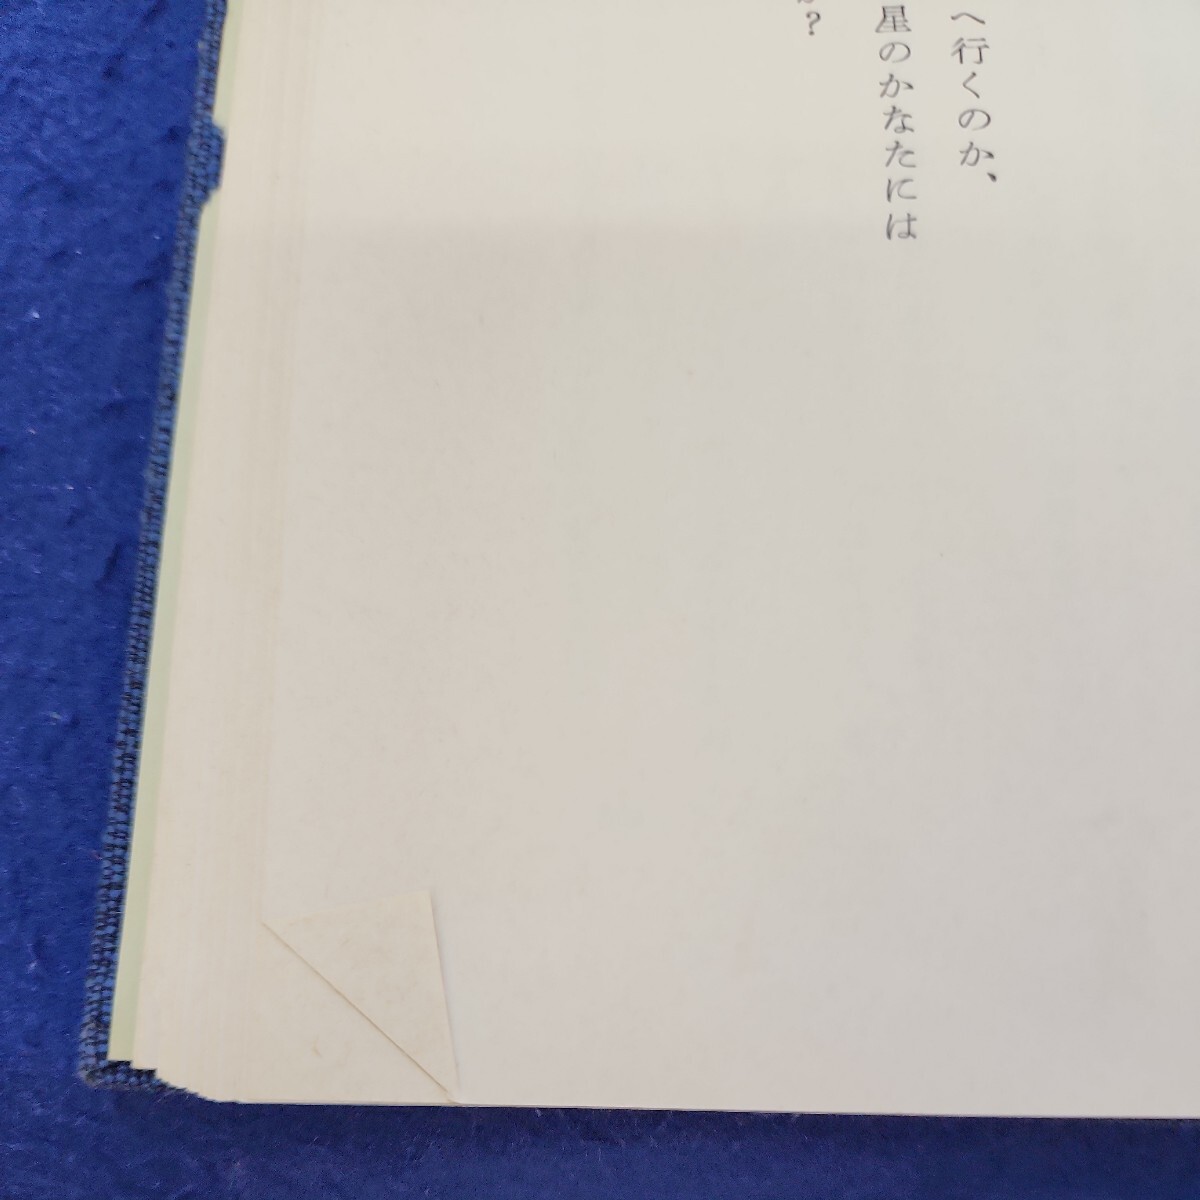 へ行くのか、
星のかなたには
？